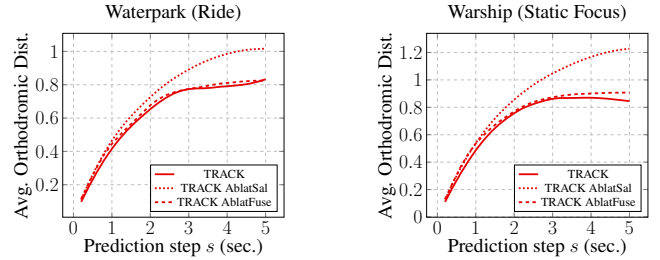 Waterpark (Ride)
Avg. Orthodromic Dist.
1
0.8
0.6
0.4
0.2
TRACK
TRACK AblatSal
TRACK AblatFuse
0 1 2 3 4 5
Prediction step s (sec.)
Warship (Static Focus)
Avg. Orthodromic Dist.
1.2
1
0.8
0.6
0.4
0.2
0
TRACK
TRACK AblatSal
TRACK AblatFuse
0 1 2 3 4 5
Prediction step s (sec.)